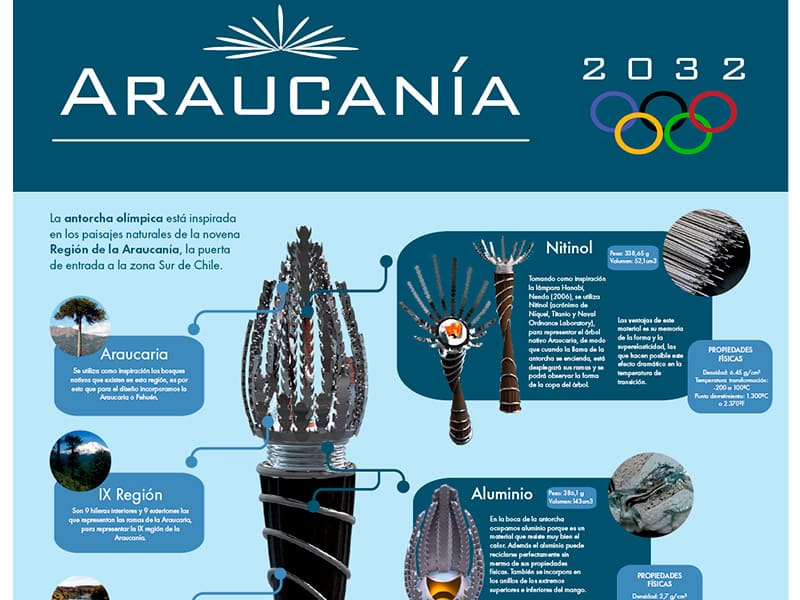 ARAUCANÍA
2032
La antorcha olímpica está inspirada
en los paisajes naturales de la novena
Región de la Araucanía, la puerta
de entrada a la zona Sur de Chile.
Araucaria
Se utiliza como inspiración los bosques
nativos que existen en esta región, es por
esto que para el diseño incorporamos la
Araucaria o Pehuén.
IX Región
Son 9 hileras interiores y 9 exteriones las
que representan las ramas de la Araucaria,
para representar la IX región de la
Araucanía.
Nitinol
Peso: 338,65 g
Volumen: 52,1cm3
Tomando como inspiración
la lámpara Hanabi,
Nendo (2006), se utiliza
Nitinol (acrónimo de
Níquel, Titanio y Naval
Ordnance Laboratory),
para representar el árbol
nativo Araucaria, de modo
que cuando la llama de la
antorcha se encienda, está
desplegará sus ramas y se
podrá observar la forma
de la copa del árbol.
Las ventajas de este
material es su memoria
de la forma y la
superelasticidad, las
que hacen posible este
efecto dramático en la
temperatura de
transición.
PROPIEDADES
FÍSICAS
Densidad: 6.45 g/cm³
Temperatura transformación:
-200 a 100ºC
Punto derretimiento: 1.300ºC
o 2.370ºF
Aluminio
Peso: 386,1 g
Volumen: 143cm3
En la boca de la antorcha
ocupamos aluminio porque es un
material que resiste muy bien el
calor. Además el aluminio puede
reciclarse perfectamente sin
merma de sus propiedades
físicas. También se incorpora en
los anillos de los extremos
superiores e inferiores del mango.
PROPIEDADES
FÍSICAS
Densidad: 2,7 g/cm³